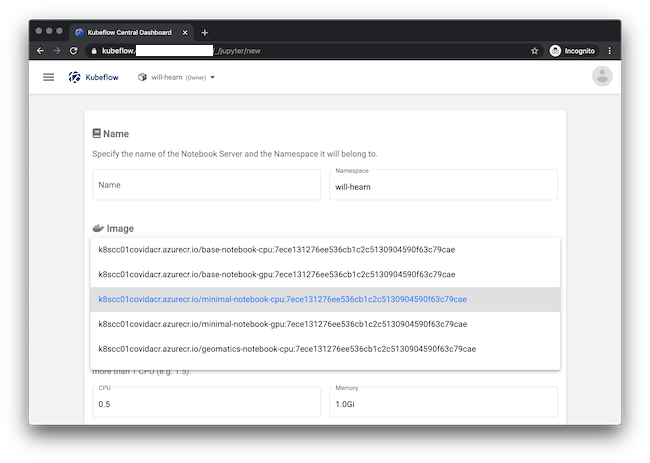 Kubeflow Central Dashboard
kubeflow. /_/jupyter/new
Incognito
Kubeflow
will-hearn (Owner)
Name
Specify the name of the Notebook Server and the Namespace it will belong to.
Namespace
Name
will-hearn
Image
k8scc01covidacr.azurecr.io/base-notebook-cpu:7ece131276ee536cb1c2c5130904590f63c79cae
k8scc01covidacr.azurecr.io/base-notebook-gpu:7ece131276ee536cb1c2c5130904590f63c79cae
k8scc01covidacr.azurecr.io/minimal-notebook-cpu:7ece131276ee536cb1c2c5130904590f63c79cae
k8scc01covidacr.azurecr.io/minimal-notebook-gpu:7ece131276ee536cb1c2c5130904590f63c79cae
k8scc01covidacr.azurecr.io/geomatics-notebook-cpu:7ece131276ee536cb1c2c5130904590f63c79cae
more than 1 CPU (e.g. 1.5).
CPU
Memory
0.5
1.0Gi